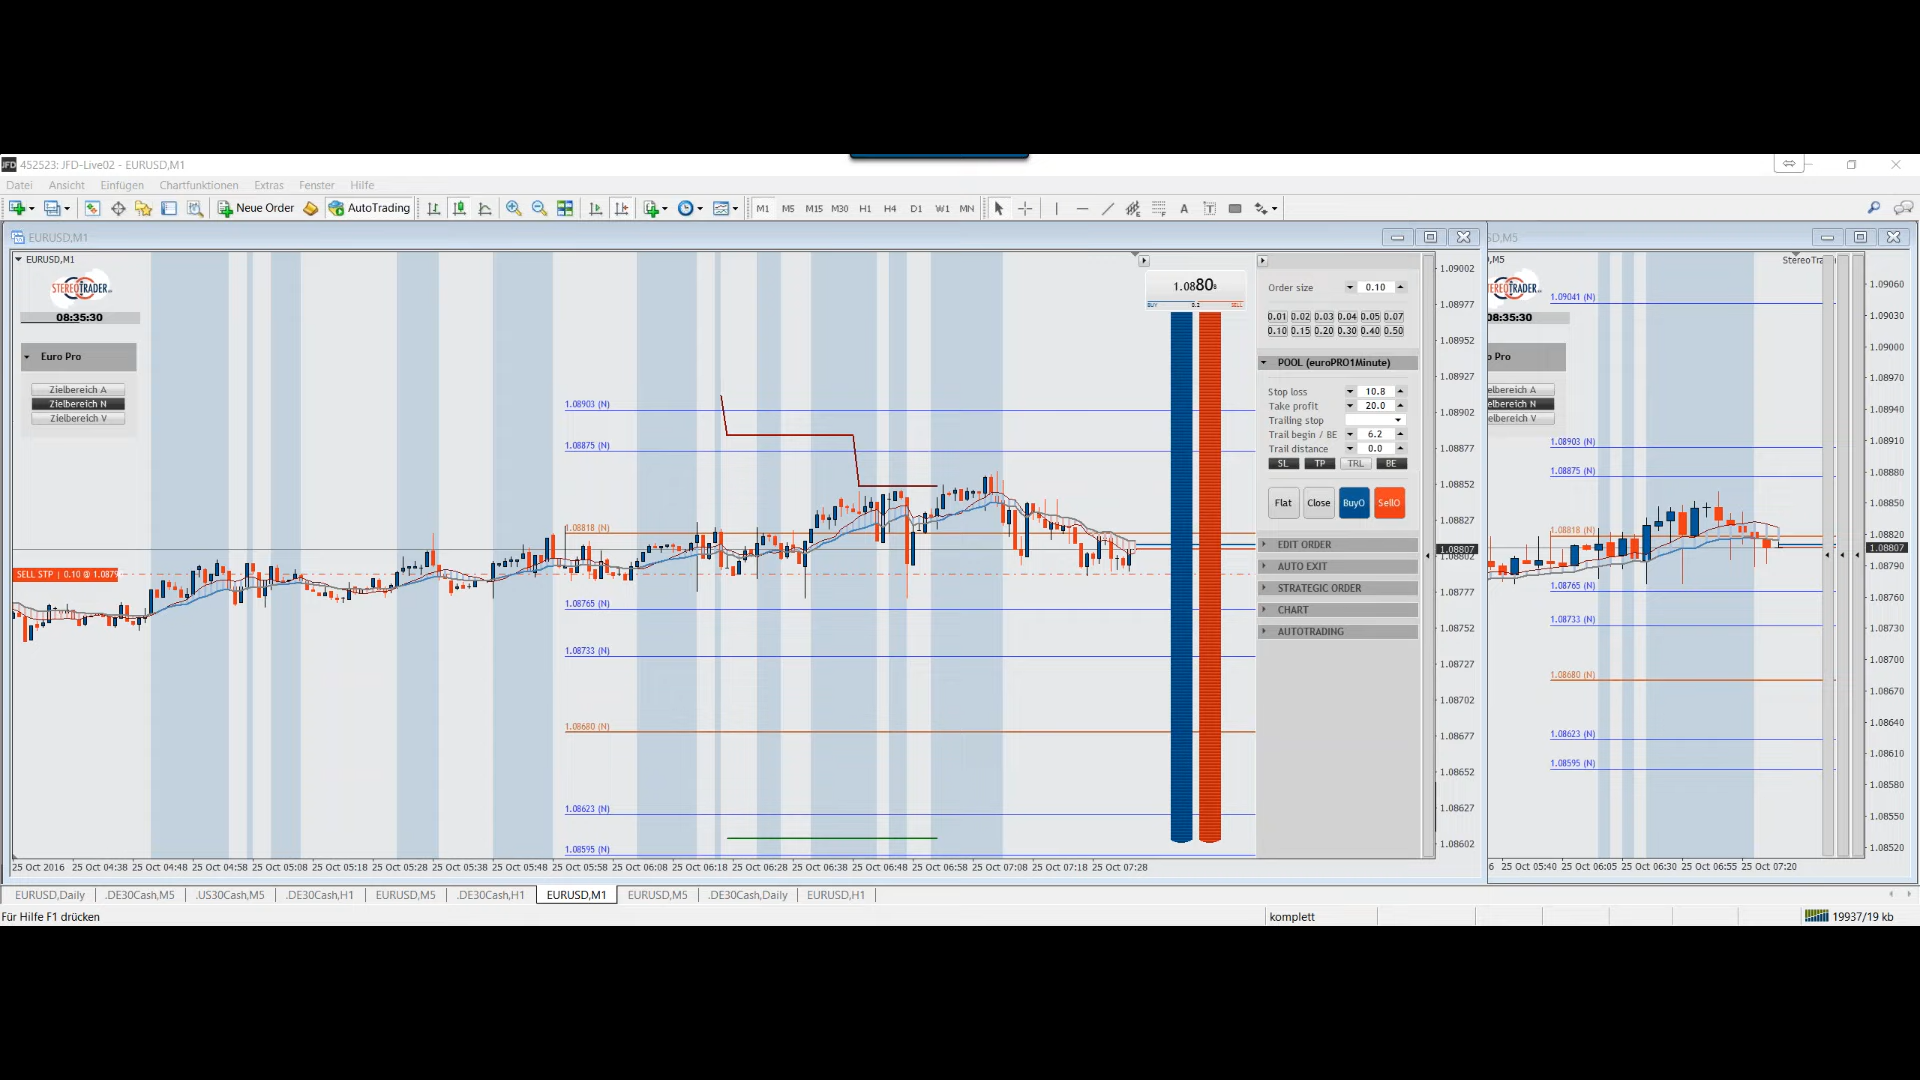 JFD 452523: JFD-Live02 - EURUSD,M1
Datei Ansicht Einfügen Chartfunktionen Extras Fenster Hilfe
Neue Order AutoTrading M1 M5 M15 M30 H1 H4 D1 W1 MN A T
EURUSD,M1
EURUSD,M1
STEREOTRADER
08:35:30
Euro Pro
Zielbereich A
Zielbereich N
Zielbereich V
SELL STP | 0.10 @ 1.0879
1.08903 (N)
1.08875 (N)
1.08818 (N)
1.08765 (N)
1.08733 (N)
1.08680 (N)
1.08623 (N)
1.08595 (N)
1.0880
BUY 0.2 SELL
Order size 0.10
0.01 0.02 0.03 0.04 0.05 0.07
0.10 0.15 0.20 0.30 0.40 0.50
POOL (euroPRO1Minute)
Stop loss 10.8
Take profit 20.0
Trailing stop
Trail begin / BE 6.2
Trail distance 0.0
SL TP TRL BE
Flat Close BuyO SellO
EDIT ORDER
AUTO EXIT
STRATEGIC ORDER
CHART
AUTOTRADING
1.09002
1.08977
1.08952
1.08927
1.08902
1.08877
1.08852
1.08827
1.08807
1.08802
1.08777
1.08752
1.08727
1.08702
1.08677
1.08652
1.08627
1.08602
25 Oct 2016 25 Oct 04:38 25 Oct 04:48 25 Oct 04:58 25 Oct 05:08 25 Oct 05:18 25 Oct 05:28 25 Oct 05:38 25 Oct 05:48 25 Oct 05:58 25 Oct 06:08 25 Oct 06:18 25 Oct 06:28 25 Oct 06:38 25 Oct 06:48 25 Oct 06:58 25 Oct 07:08 25 Oct 07:18 25 Oct 07:28
SD,M5
,M5
StereoTra
EREOTRADER
08:35:30
o Pro
elbereich A
elbereich N
elbereich V
1.09041 (N)
1.08903 (N)
1.08875 (N)
1.08818 (N)
1.08765 (N)
1.08733 (N)
1.08680 (N)
1.08623 (N)
1.08595 (N)
1.09060
1.09030
1.09000
1.08970
1.08940
1.08910
1.08880
1.08850
1.08820
1.08807
1.08790
1.08760
1.08730
1.08700
1.08670
1.08640
1.08610
1.08580
1.08550
1.08520
6 25 Oct 05:40 25 Oct 06:05 25 Oct 06:30 25 Oct 06:55 25 Oct 07:20
EURUSD,Daily .DE30Cash,M5 .US30Cash,M5 .DE30Cash,H1 EURUSD,M5 .DE30Cash,H1 EURUSD,M1 EURUSD,M5 .DE30Cash,Daily EURUSD,H1
Für Hilfe F1 drücken komplett 19937/19 kb